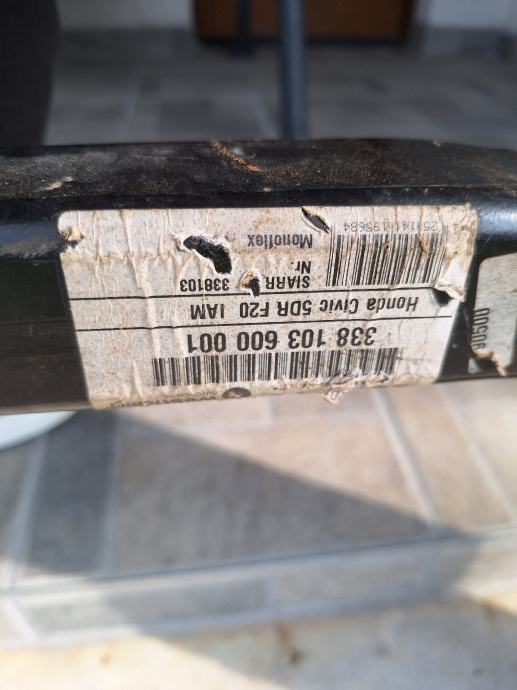 338 103 600 001
Honda Civic 5DR F20 IAM
SIARR 338103
Nr
Monoflex